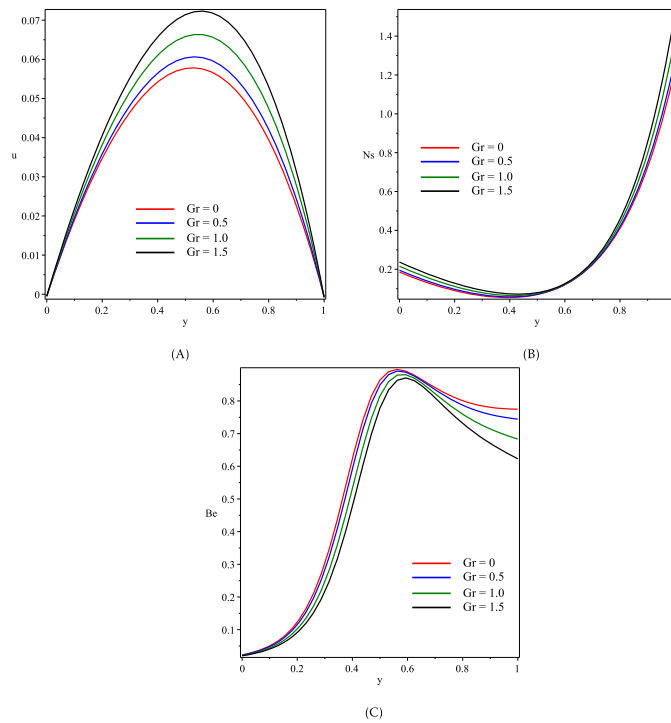 0.07
0.06
0.05
u
0.04
0.03
0.02
0.01
0
Gr = 0
Gr = 0.5
Gr = 1.0
Gr = 1.5
0 0.2 0.4 0.6 0.8 1
y
(A)
1.4
1.2
1.0
Ns
0.8
0.6
0.4
0.2
Gr = 0
Gr = 0.5
Gr = 1.0
Gr = 1.5
0 0.2 0.4 0.6 0.8
y
(B)
0.8
0.7
0.6
0.5
Be
0.4
0.3
0.2
0.1
Gr = 0
Gr = 0.5
Gr = 1.0
Gr = 1.5
0 0.2 0.4 0.6 0.8 1
y
(C)